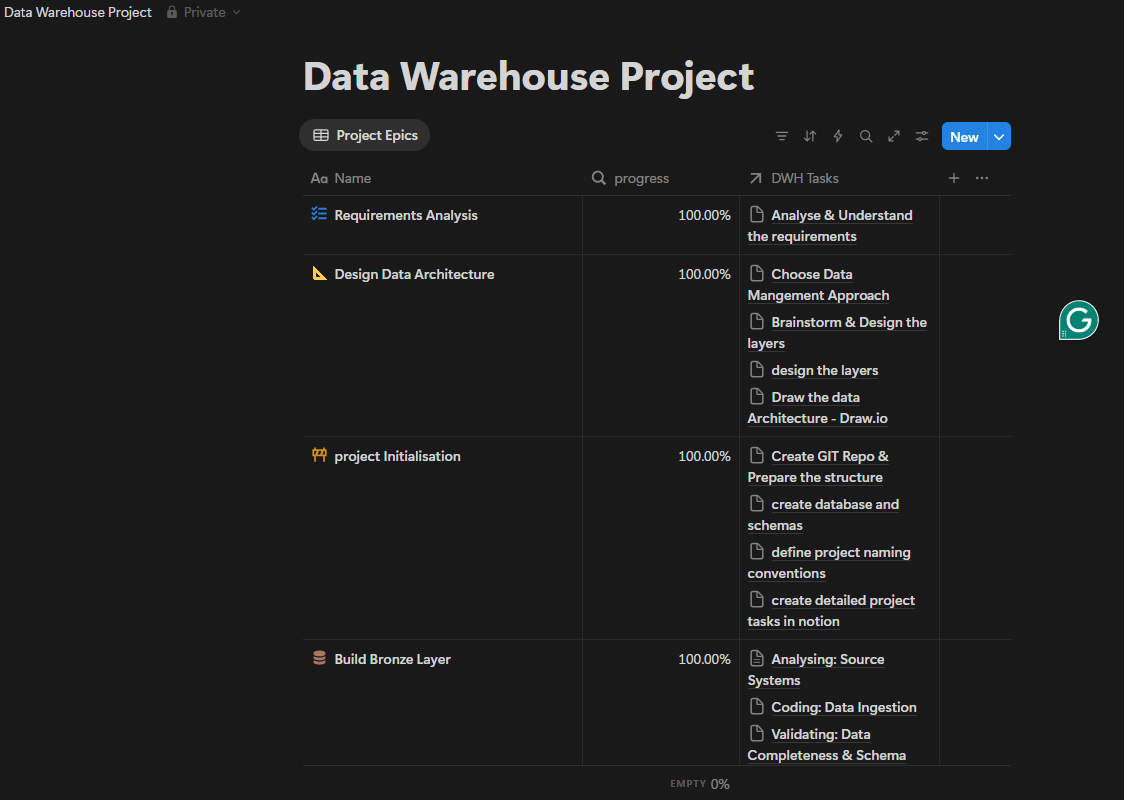 Data Warehouse Project Private
Data Warehouse Project
Project Epics
New
Aa Name
progress
DWH Tasks
Requirements Analysis
100.00%
Analyse & Understand
the requirements
Design Data Architecture
100.00%
Choose Data
Mangement Approach
Brainstorm & Design the
layers
design the layers
Draw the data
Architecture - Draw.io
project Initialisation
100.00%
Create GIT Repo &
Prepare the structure
create database and
schemas
define project naming
conventions
create detailed project
tasks in notion
Build Bronze Layer
100.00%
Analysing: Source
Systems
Coding: Data Ingestion
Validating: Data
Completeness & Schema
EMPTY 0%
G